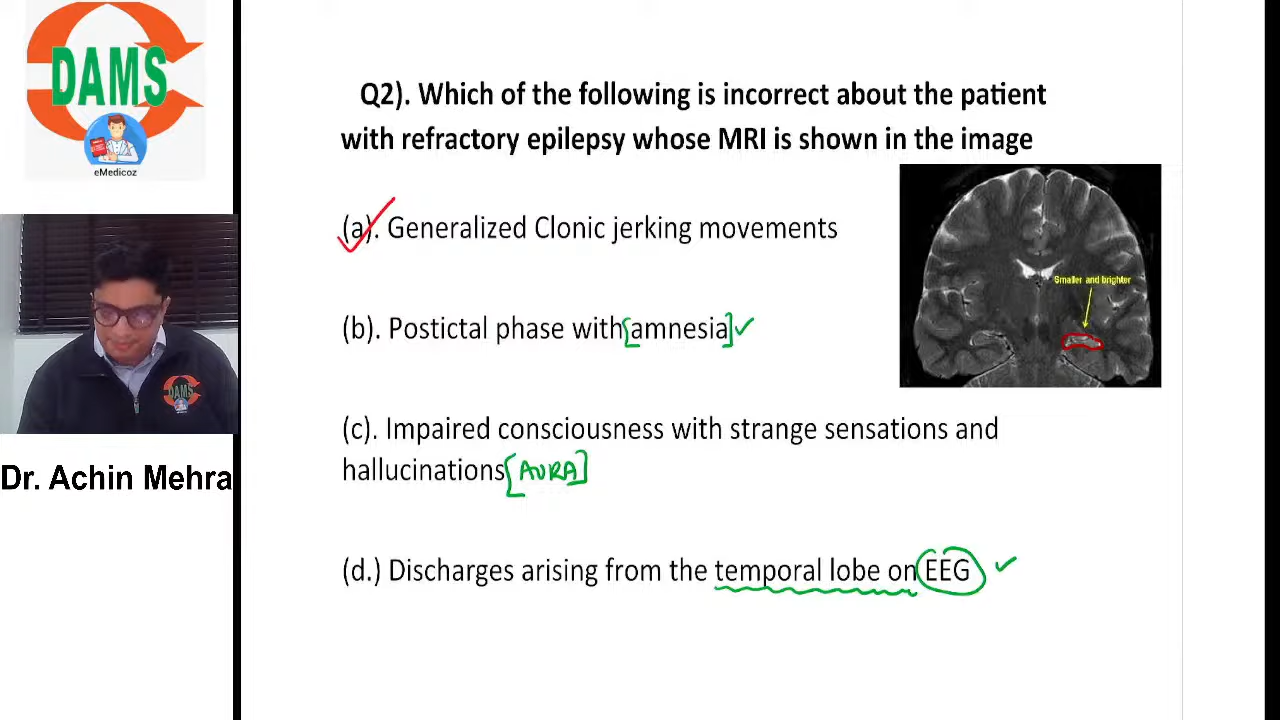 DAMS
eMedicoz
Q2). Which of the following is incorrect about the patient
with refractory epilepsy whose MRI is shown in the image
(a). Generalized Clonic jerking movements
Smaller and brighter
(b). Postictal phase with [amnesia]
(c). Impaired consciousness with strange sensations and
hallucinations [AURA]
(d.) Discharges arising from the temporal lobe on EEG
DAMS
Dr. Achin Mehra